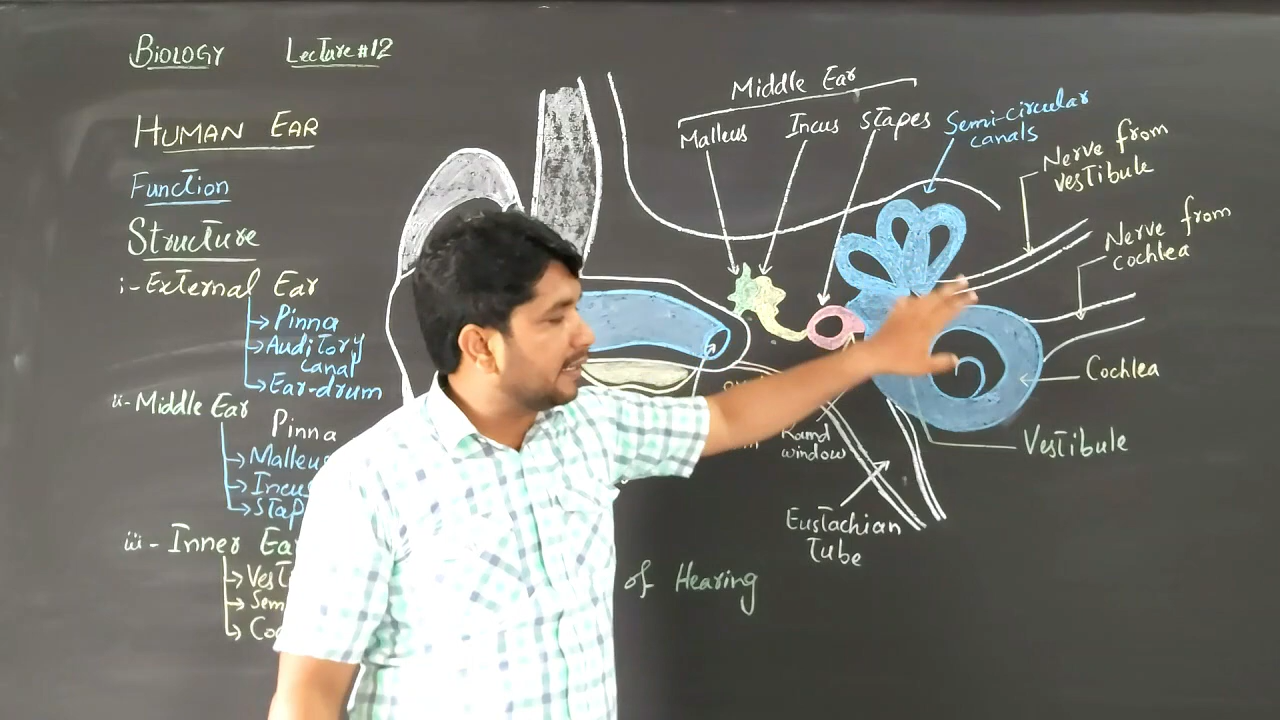 Biology Lecture #12
Human Ear
Function
Structure
i- External Ear
Pinna
Auditory
canal
Ear-drum
ii- Middle Ear
Pinna
Malleus
Incus
iii- Inner Ear
of Hearing
Middle Ear
Malleus
Incus
Stapes
Semi-circular
canals
Nerve from
vestibule
Nerve from
cochlea
Cochlea
Vestibule
window
Eustachian
Tube